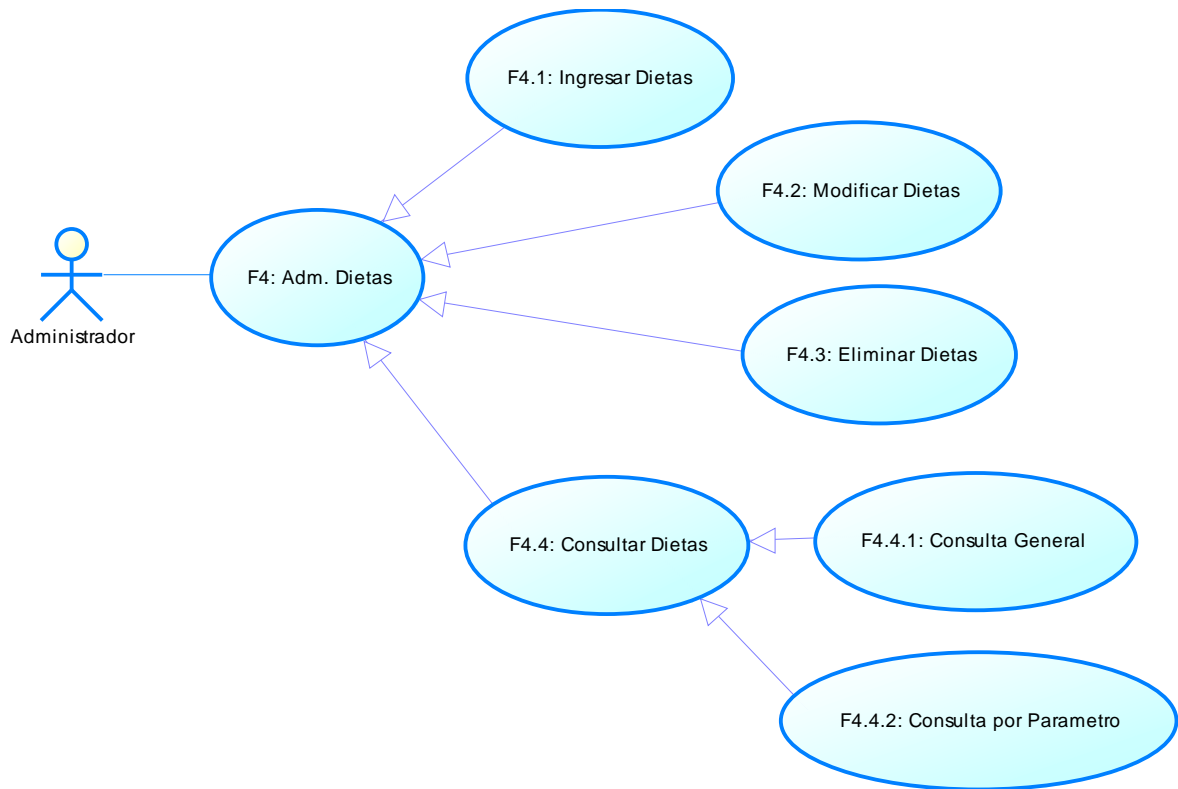 F4.1: Ingresar Dietas
F4.2: Modificar Dietas
F4: Adm. Dietas
Administrador
F4.3: Eliminar Dietas
F4.4: Consultar Dietas
F4.4.1: Consulta General
F4.4.2: Consulta por Parametro